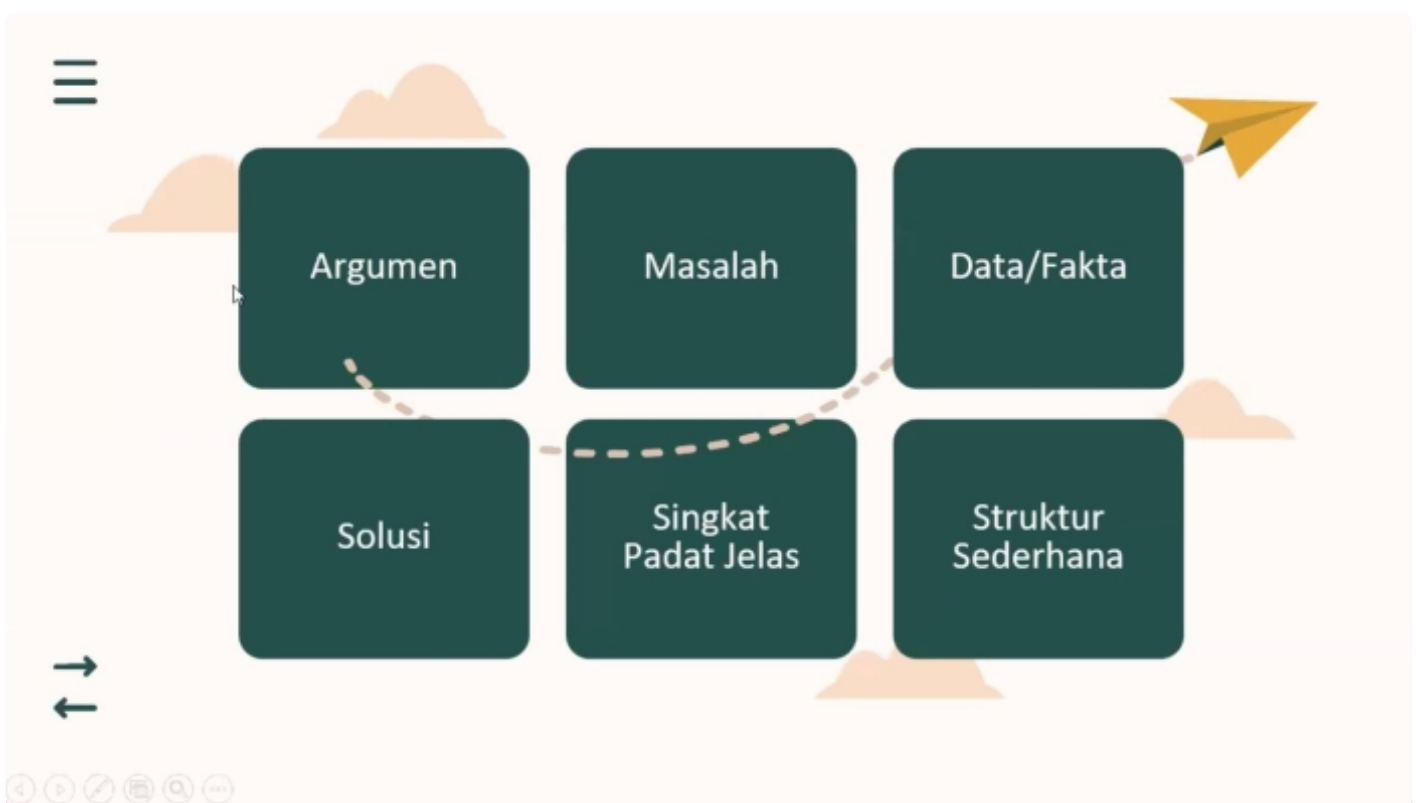 Argumen
Masalah
Data/Fakta
Solusi
Singkat
Padat Jelas
Struktur
Sederhana